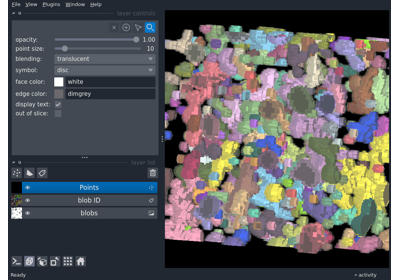 File View Plugins Window Help
layer controls
opacity: 1.00
point size: 10
blending: translucent
symbol: disc
face color: white
edge color: dimgrey
display text:
out of slice:
layer list
Points
blob ID
blobs
Ready
activity